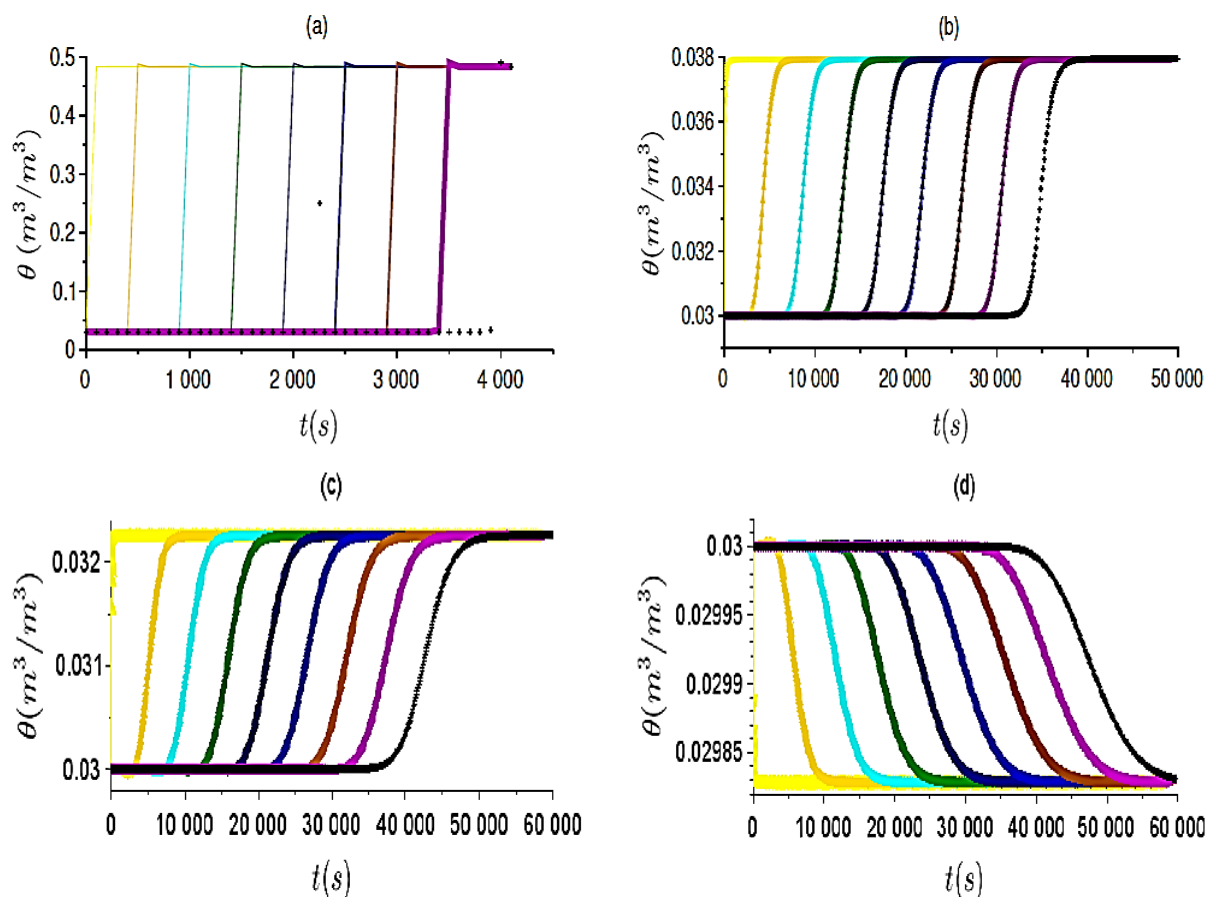 (a)
0.5
0.4
0.3
0.2
0.1
0
θ (m³/m³)
0 1 000 2 000 3 000 4 000
t(s)
(b)
0.038
0.036
0.034
0.032
0.03
θ(m³/m³)
0 10 000 20 000 30 000 40 000 50 000
t(s)
(c)
0.032
0.031
0.03
θ(m³/m³)
0 10 000 20 000 30 000 40 000 50 000 60 000
t(s)
(d)
0.03
0.02995
0.0299
0.02985
θ(m³/m³)
0 10 000 20 000 30 000 40 000 50 000 60 000
t(s)